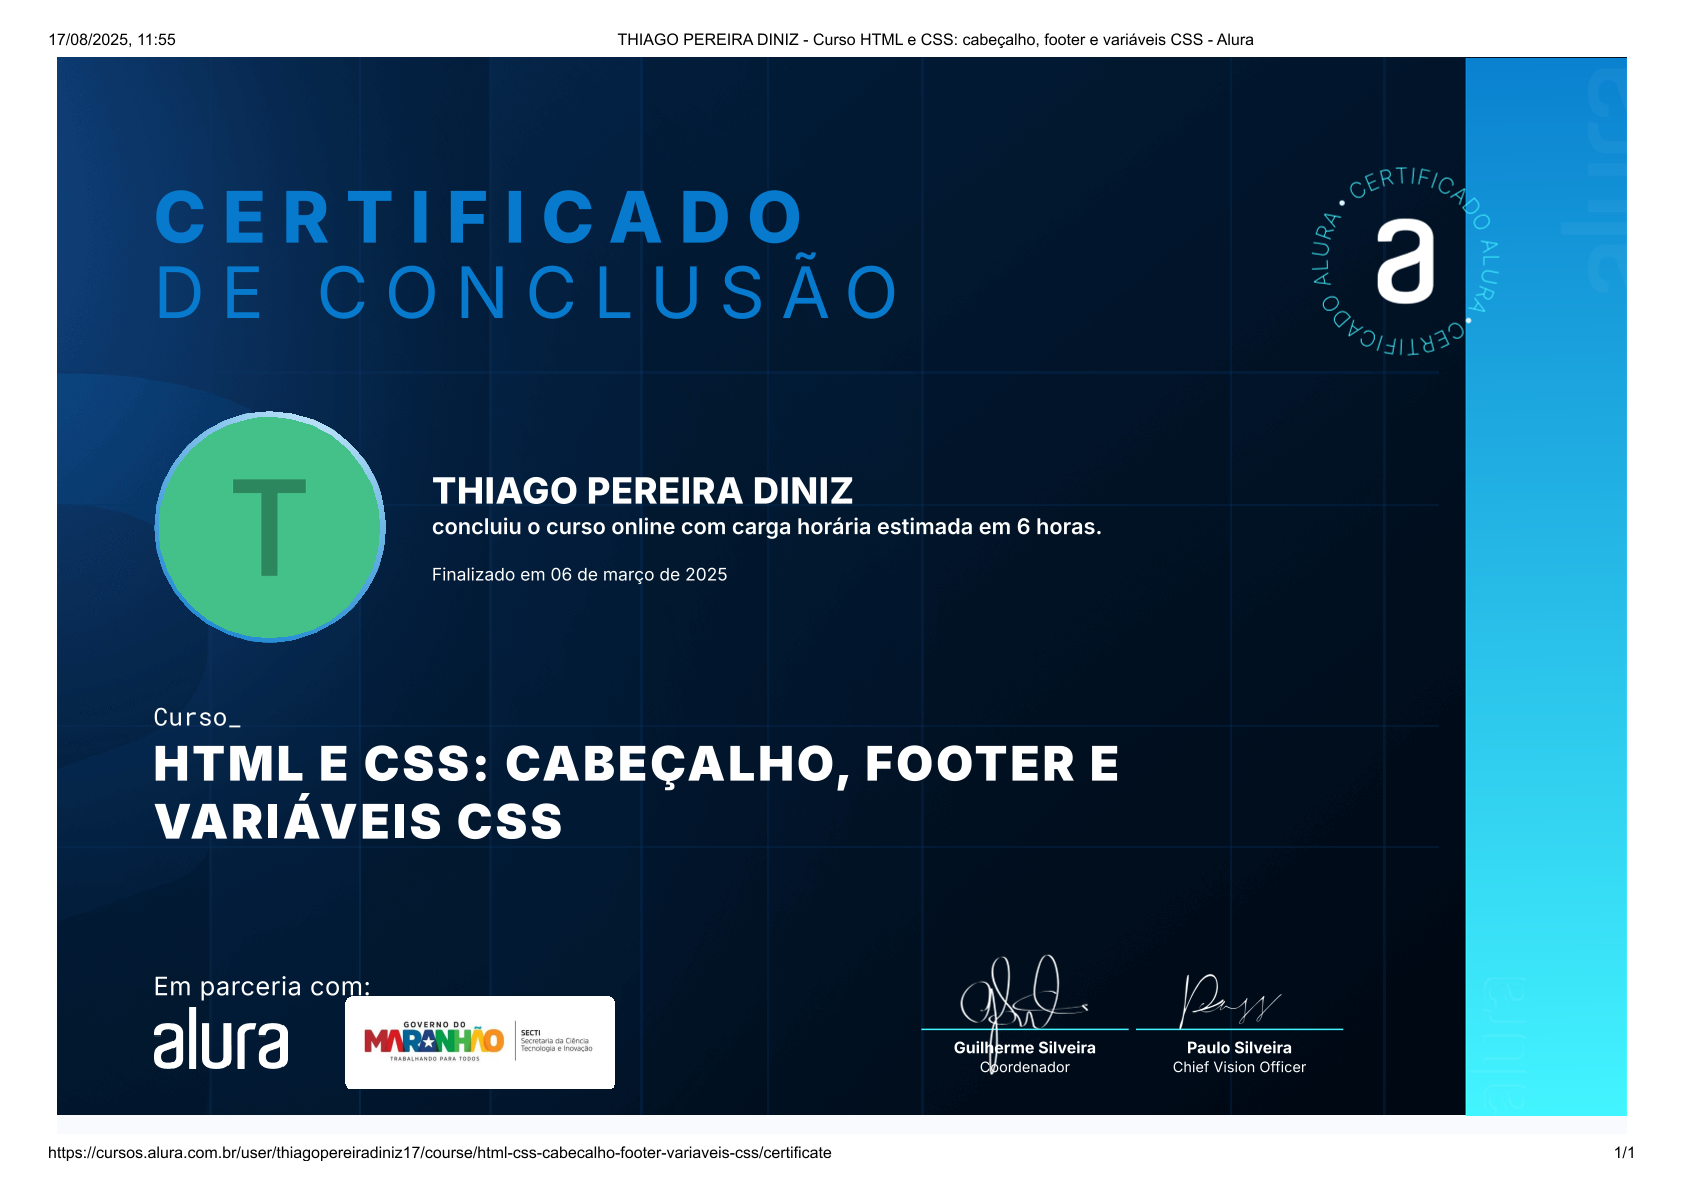 17/08/2025, 11:55
THIAGO PEREIRA DINIZ - Curso HTML e CSS: cabeçalho, footer e variáveis CSS - Alura
CERTIFICADO
DE CONCLUSÃO
CERTIFICADO ALURA • CERTIFICADO ALURA •
a
alura
T
THIAGO PEREIRA DINIZ
concluiu o curso online com carga horária estimada em 6 horas.
Finalizado em 06 de março de 2025
Curso_
HTML E CSS: CABEÇALHO, FOOTER E
VARIÁVEIS CSS
Em parceria com:
alura
GOVERNO DO
MARANHÃO
TRABALHANDO PARA TODOS
SECTI
Secretaria da Ciência
Tecnologia e Inovação
Guilherme Silveira
Coordenador
Paulo Silveira
Chief Vision Officer
alura
https://cursos.alura.com.br/user/thiagopereiradiniz17/course/html-css-cabecalho-footer-variaveis-css/certificate
1/1